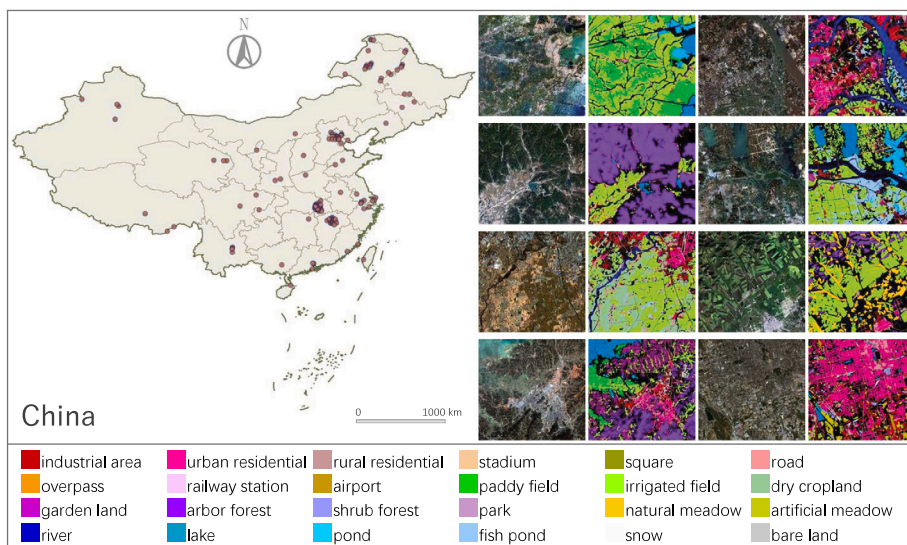 N
China
0 1000 km
industrial area urban residential rural residential stadium square road
overpass railway station airport paddy field irrigated field dry cropland
garden land arbor forest shrub forest park natural meadow artificial meadow
river lake pond fish pond snow bare land